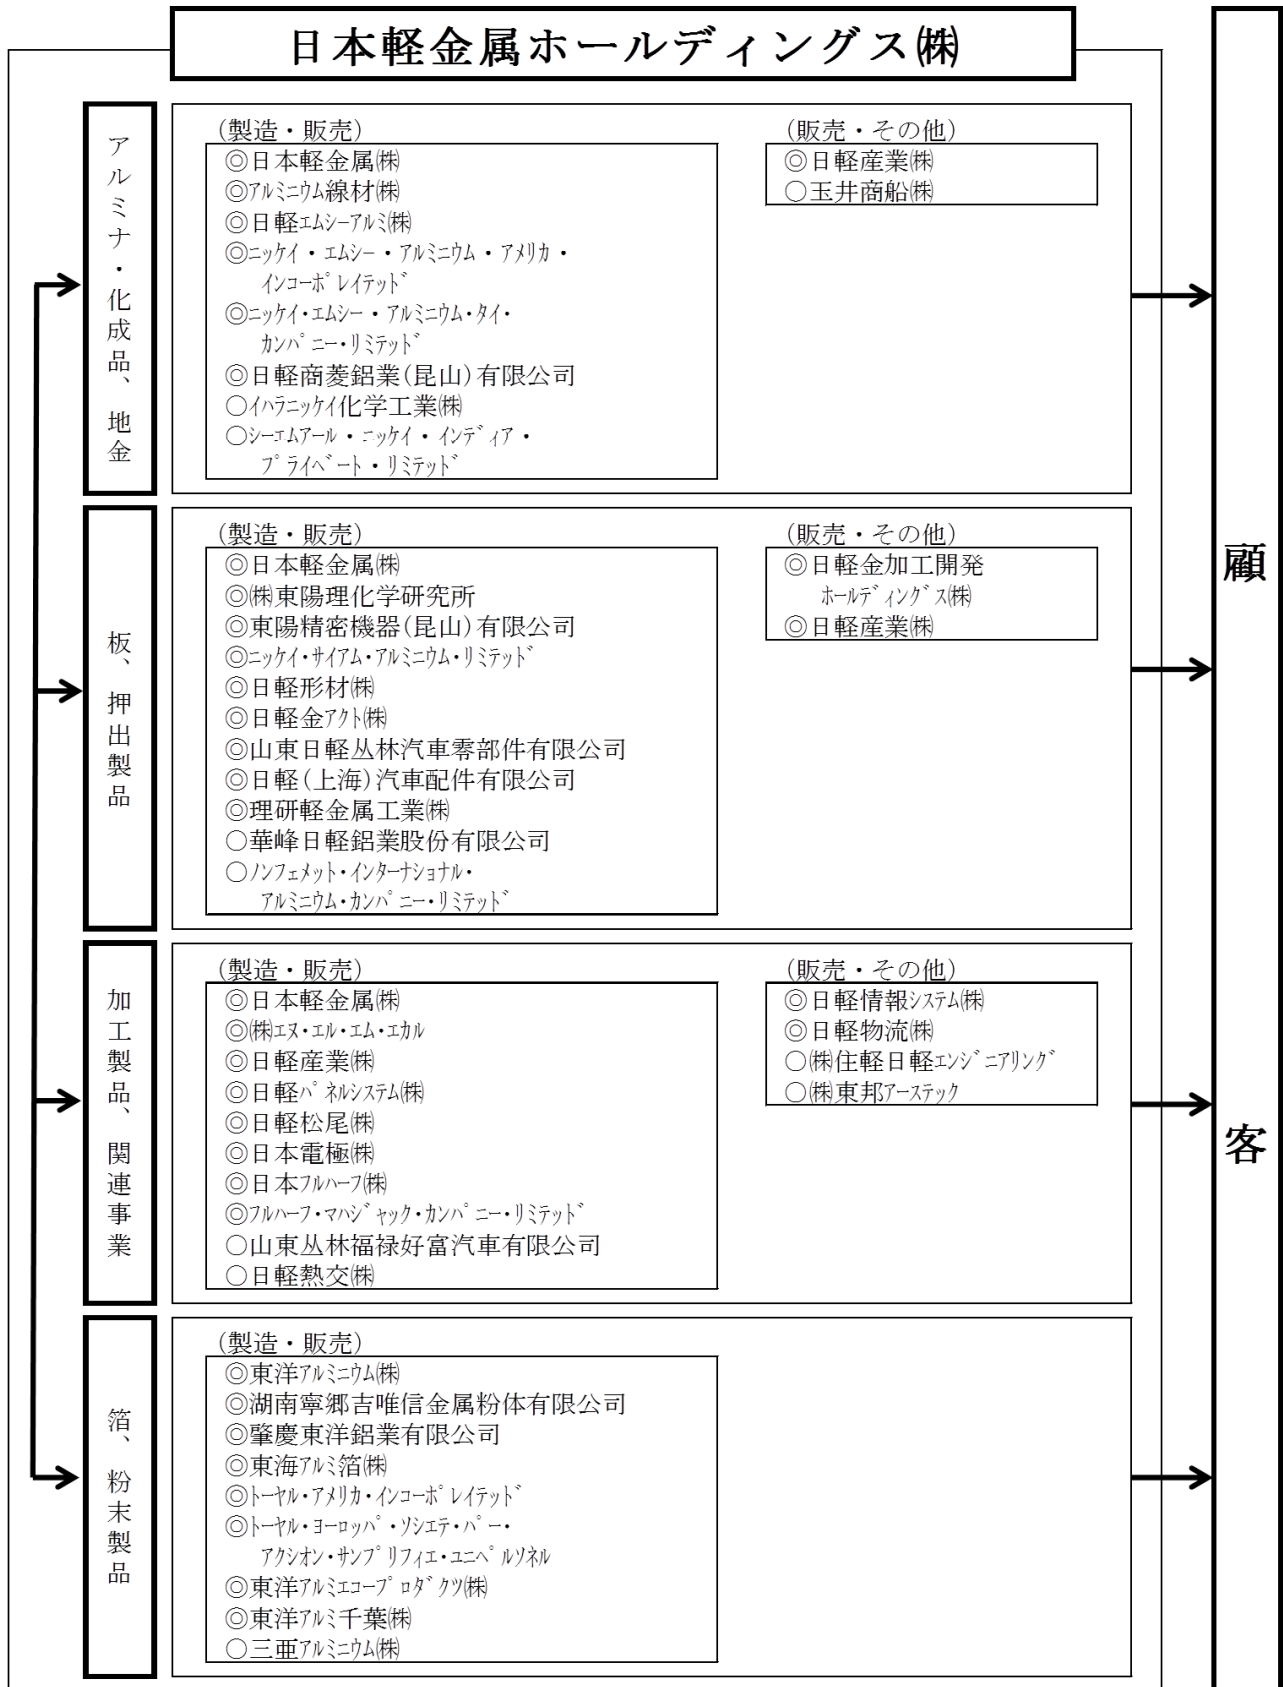 日本軽金属ホールディングス㈱
アルミナ・化成品、地金
(製造・販売)
◎日本軽金属㈱
◎ｱﾙﾐﾆｳﾑ線材㈱
◎日軽ｴﾑｼｰｱﾙﾐ㈱
◎ﾆｯｹｲ・ｴﾑｼｰ・ｱﾙﾐﾆｳﾑ・ｱﾒﾘｶ・
ｲﾝｺｰﾎﾟﾚｲﾃｯﾄﾞ
◎ﾆｯｹｲ・ｴﾑｼｰ・ｱﾙﾐﾆｳﾑ・ﾀｲ・
ｶﾝﾊﾟﾆｰ・ﾘﾐﾃｯﾄﾞ
◎日軽商菱鋁業(昆山)有限公司
○ｲﾊﾗﾆｯｹｲ化学工業㈱
○ｼｰｴﾑｱｰﾙ・ﾆｯｹｲ・ｲﾝﾃﾞｨｱ・
ﾌﾟﾗｲﾍﾞｰﾄ・ﾘﾐﾃｯﾄﾞ
(販売・その他)
◎日軽産業㈱
○玉井商船㈱
板、押出製品
(製造・販売)
◎日本軽金属㈱
◎㈱東陽理化学研究所
◎東陽精密機器(昆山)有限公司
◎ﾆｯｹｲ・ｻｲｱﾑ・ｱﾙﾐﾆｳﾑ・ﾘﾐﾃｯﾄﾞ
◎日軽形材㈱
◎日軽金ｱｸﾄ㈱
◎山東日軽丛林汽車零部件有限公司
◎日軽(上海)汽車配件有限公司
◎理研軽金属工業㈱
○華峰日軽鋁業股份有限公司
○ﾉﾝﾌｪﾒｯﾄ・ｲﾝﾀｰﾅｼｮﾅﾙ・
ｱﾙﾐﾆｳﾑ・ｶﾝﾊﾟﾆｰ・ﾘﾐﾃｯﾄﾞ
(販売・その他)
◎日軽金加工開発
ﾎｰﾙﾃﾞｨﾝｸﾞｽ㈱
◎日軽産業㈱
加工製品、関連事業
(製造・販売)
◎日本軽金属㈱
◎㈱ｴﾇ・ｴﾙ・ｴﾑ・ｴｶﾙ
◎日軽産業㈱
◎日軽ﾊﾟﾈﾙｼｽﾃﾑ㈱
◎日軽松尾㈱
◎日本電極㈱
◎日本ﾌﾙﾊｰﾌ㈱
◎ﾌﾙﾊｰﾌ・ﾏﾊｼﾞｬｯｸ・ｶﾝﾊﾟﾆｰ・ﾘﾐﾃｯﾄﾞ
○山東丛林福禄好富汽車有限公司
○日軽熱交㈱
(販売・その他)
◎日軽情報ｼｽﾃﾑ㈱
◎日軽物流㈱
○㈱住軽日軽ｴﾝｼﾞﾆｱﾘﾝｸﾞ
○㈱東邦ｱｰｽﾃｯｸ
箔、粉末製品
(製造・販売)
◎東洋ｱﾙﾐﾆｳﾑ㈱
◎湖南寧郷吉唯信金属粉体有限公司
◎肇慶東洋鋁業有限公司
◎東海ｱﾙﾐ箔㈱
◎ﾄｰﾔﾙ・ｱﾒﾘｶ・ｲﾝｺｰﾎﾟﾚｲﾃｯﾄﾞ
◎ﾄｰﾔﾙ・ﾖｰﾛｯﾊﾟ・ｿｼｴﾃ・ﾊﾟｰ・
ｱｸｼｵﾝ・ｻﾝﾌﾟﾘﾌｨｴ・ﾕﾆﾍﾟﾙｿﾈﾙ
◎東洋ｱﾙﾐｴｺｰﾌﾟﾛﾀﾞｸﾂ㈱
◎東洋ｱﾙﾐ千葉㈱
○三亜ｱﾙﾐﾆｳﾑ㈱
顧客